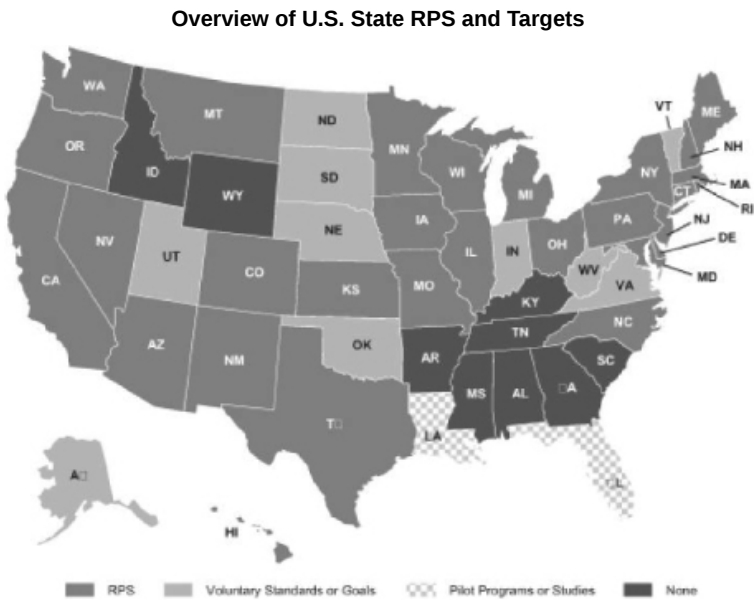 Overview of U.S. State RPS and Targets
WA
MT
ND
MN
VT
ME
OR
ID
WY
SD
WI
MI
NY
NH
MA
CT
RI
NJ
DE
MD
NV
UT
CO
NE
IA
IL
IN
OH
PA
WV
VA
CA
KS
MO
KY
AZ
NM
OK
AR
TN
NC
T□
LA
MS
AL
□A
SC
□L
A□
HI
RPS Voluntary Standards or Goals Pilot Programs or Studies None